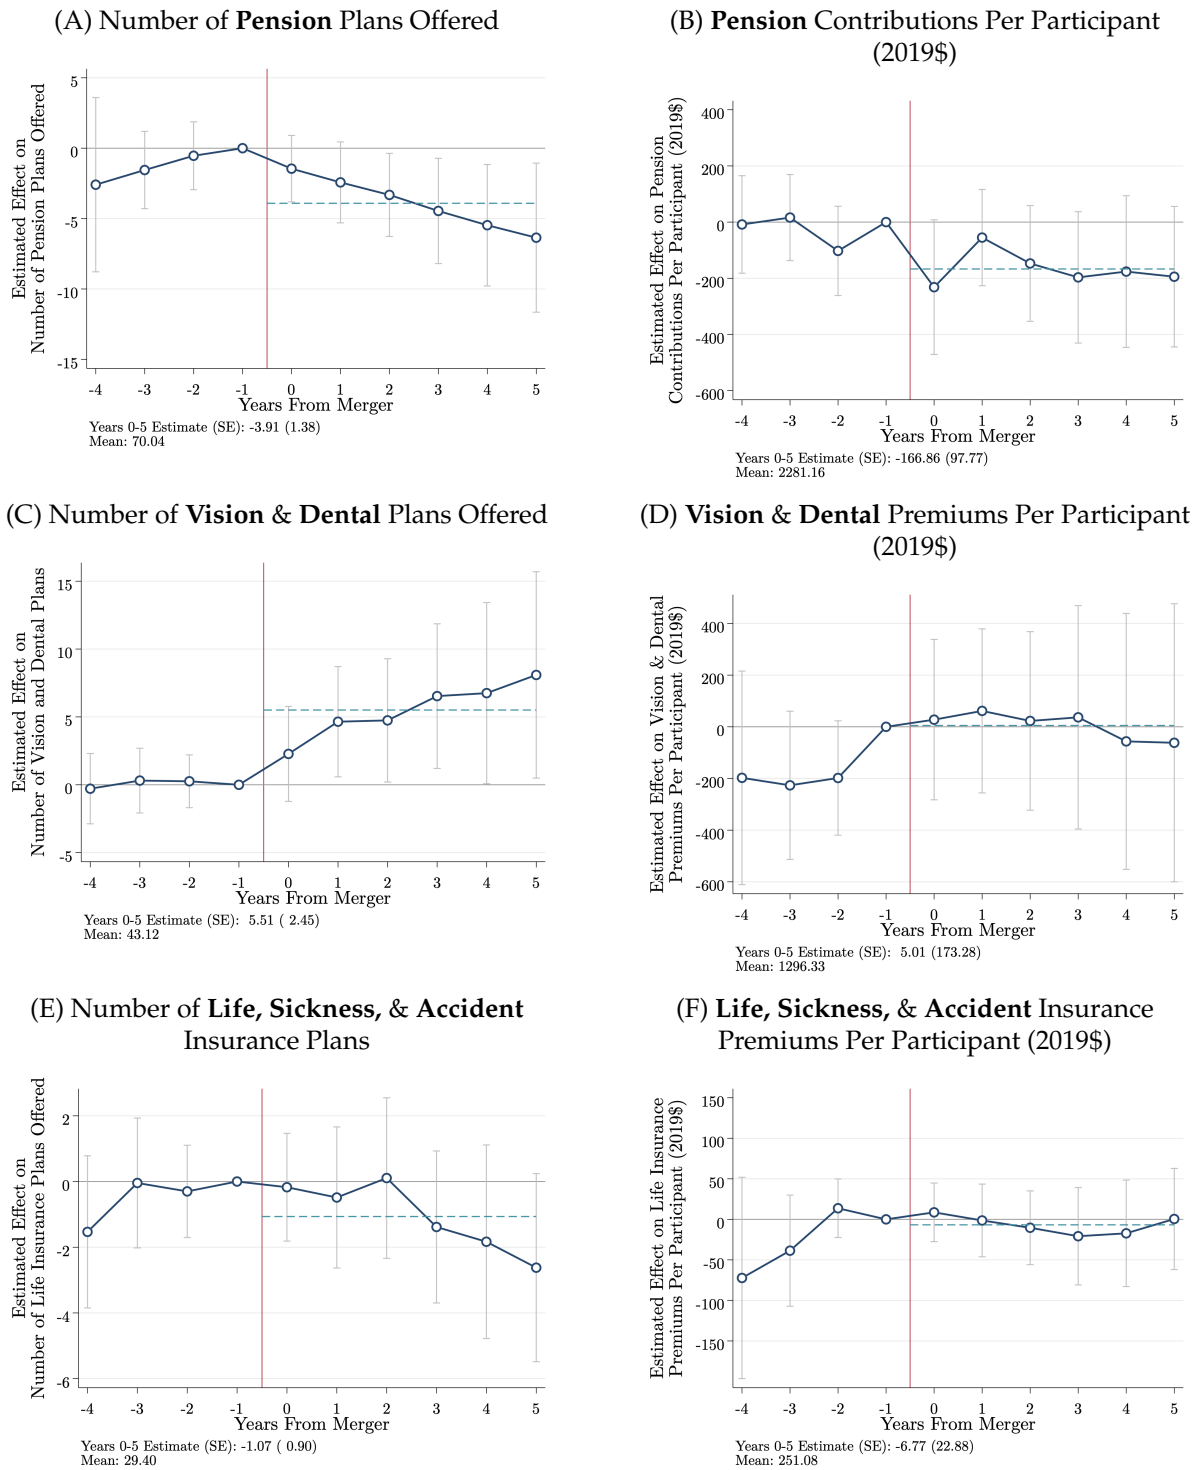 (A) Number of Pension Plans Offered
Estimated Effect on
Number of Pension Plans Offered
5
0
-5
-10
-15
-4 -3 -2 -1 0 1 2 3 4 5
Years From Merger
Years 0-5 Estimate (SE): -3.91 (1.38)
Mean: 70.04
(B) Pension Contributions Per Participant
(2019$)
Estimated Effect on Pension
Contributions Per Participant (2019$)
400
200
0
-200
-400
-600
-4 -3 -2 -1 0 1 2 3 4 5
Years From Merger
Years 0-5 Estimate (SE): -166.86 (97.77)
Mean: 2281.16
(C) Number of Vision & Dental Plans Offered
Estimated Effect on
Number of Vision and Dental Plans
15
10
5
0
-5
-4 -3 -2 -1 0 1 2 3 4 5
Years From Merger
Years 0-5 Estimate (SE): 5.51 ( 2.45)
Mean: 43.12
(D) Vision & Dental Premiums Per Participant
(2019$)
Estimated Effect on Vision & Dental
Premiums Per Participant (2019$)
400
200
0
-200
-400
-600
-4 -3 -2 -1 0 1 2 3 4 5
Years From Merger
Years 0-5 Estimate (SE): 5.01 (173.28)
Mean: 1296.33
(E) Number of Life, Sickness, & Accident
Insurance Plans
Estimated Effect on
Number of Life Insurance Plans Offered
2
0
-2
-4
-6
-4 -3 -2 -1 0 1 2 3 4 5
Years From Merger
Years 0-5 Estimate (SE): -1.07 ( 0.90)
Mean: 29.40
(F) Life, Sickness, & Accident Insurance
Premiums Per Participant (2019$)
Estimated Effect on Life Insurance
Premiums Per Participant (2019$)
150
100
50
0
-50
-100
-150
-4 -3 -2 -1 0 1 2 3 4 5
Years From Merger
Years 0-5 Estimate (SE): -6.77 (22.88)
Mean: 251.08